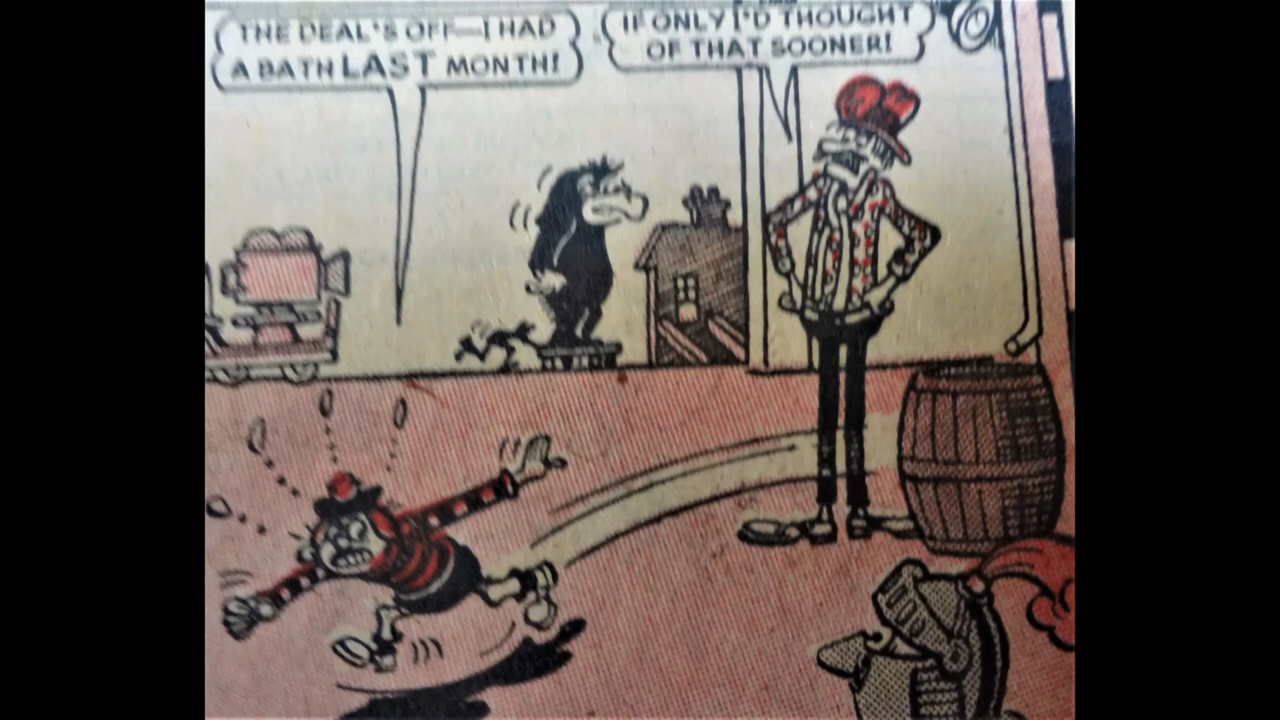 THE DEAL'S OFF—I HAD
A BATH LAST MONTH!
IF ONLY I'D THOUGHT
OF THAT SOONER!